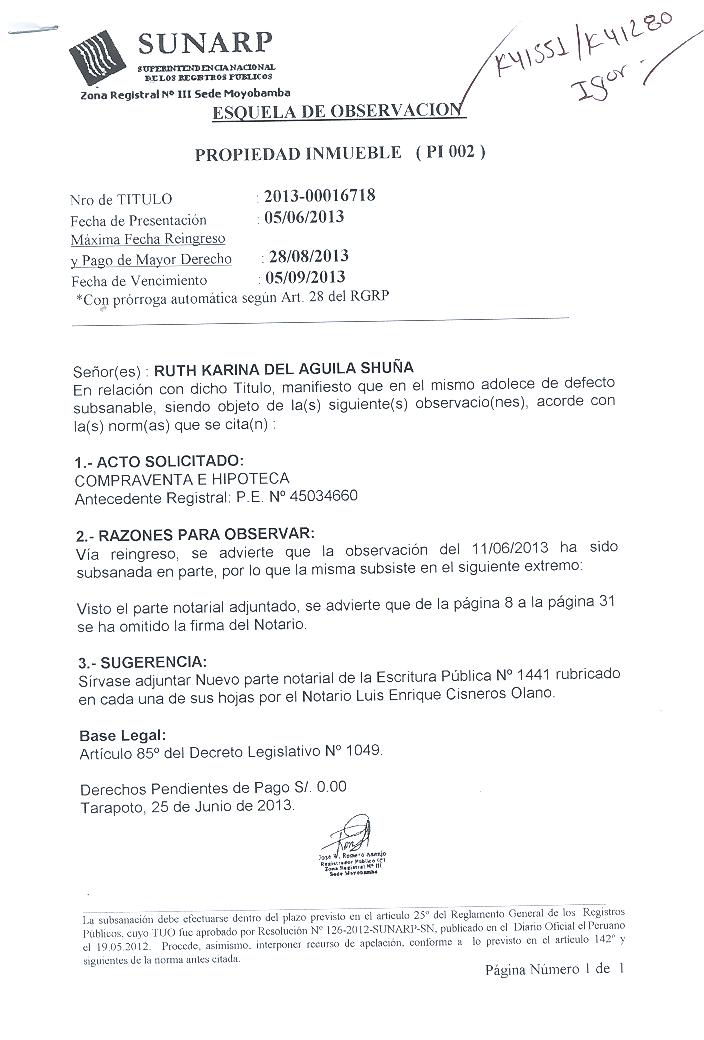 SUNARP
SUPERINTENDENCIA NACIONAL
DE LOS REGISTROS PUBLICOS
Zona Registral Nº III Sede Moyobamba
K41551/K41280
Igor
ESQUELA DE OBSERVACION
PROPIEDAD INMUEBLE ( PI 002 )
Nro de TITULO : 2013-00016718
Fecha de Presentación : 05/06/2013
Máxima Fecha Reingreso
y Pago de Mayor Derecho : 28/08/2013
Fecha de Vencimiento : 05/09/2013
*Con prórroga automática según Art. 28 del RGRP
Señor(es) : RUTH KARINA DEL AGUILA SHUÑA
En relación con dicho Titulo, manifiesto que en el mismo adolece de defecto
subsanable, siendo objeto de la(s) siguiente(s) observacio(nes), acorde con
la(s) norm(as) que se cita(n) :
1.- ACTO SOLICITADO:
COMPRAVENTA E HIPOTECA
Antecedente Registral: P.E. Nº 45034660
2.- RAZONES PARA OBSERVAR:
Vía reingreso, se advierte que la observación del 11/06/2013 ha sido
subsanada en parte, por lo que la misma subsiste en el siguiente extremo:
Visto el parte notarial adjuntado, se advierte que de la página 8 a la página 31
se ha omitido la firma del Notario.
3.- SUGERENCIA:
Sírvase adjuntar Nuevo parte notarial de la Escritura Pública Nº 1441 rubricado
en cada una de sus hojas por el Notario Luis Enrique Cisneros Olano.
Base Legal:
Artículo 85º del Decreto Legislativo Nº 1049.
Derechos Pendientes de Pago S/. 0.00
Tarapoto, 25 de Junio de 2013.
Registrador Público (e)
Zona Registral Nº III
Sede Moyobamba
La subsanación debe efectuarse dentro del plazo previsto en el articulo 25º del Reglamento General de los Registros
Públicos, cuyo TUO fue aprobado por Resolución Nº 126-2012-SUNARP-SN, publicado en el Diario Oficial el Peruano
el 19.05.2012. Procede, asimismo, interponer recurso de apelación, conforme a lo previsto en el articulo 142º y
siguientes de la norma antes citada.
Página Número 1 de 1